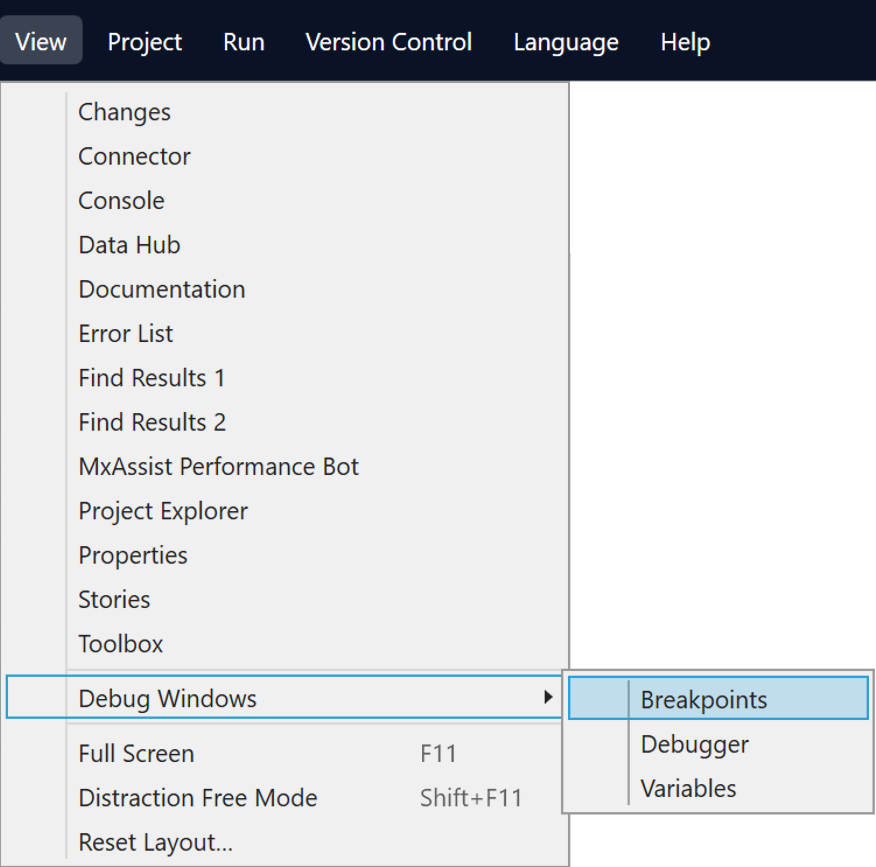 View Project Run Version Control Language Help
Changes
Connector
Console
Data Hub
Documentation
Error List
Find Results 1
Find Results 2
MxAssist Performance Bot
Project Explorer
Properties
Stories
Toolbox
Debug Windows
Breakpoints
Debugger
Variables
Full Screen F11
Distraction Free Mode Shift+F11
Reset Layout...